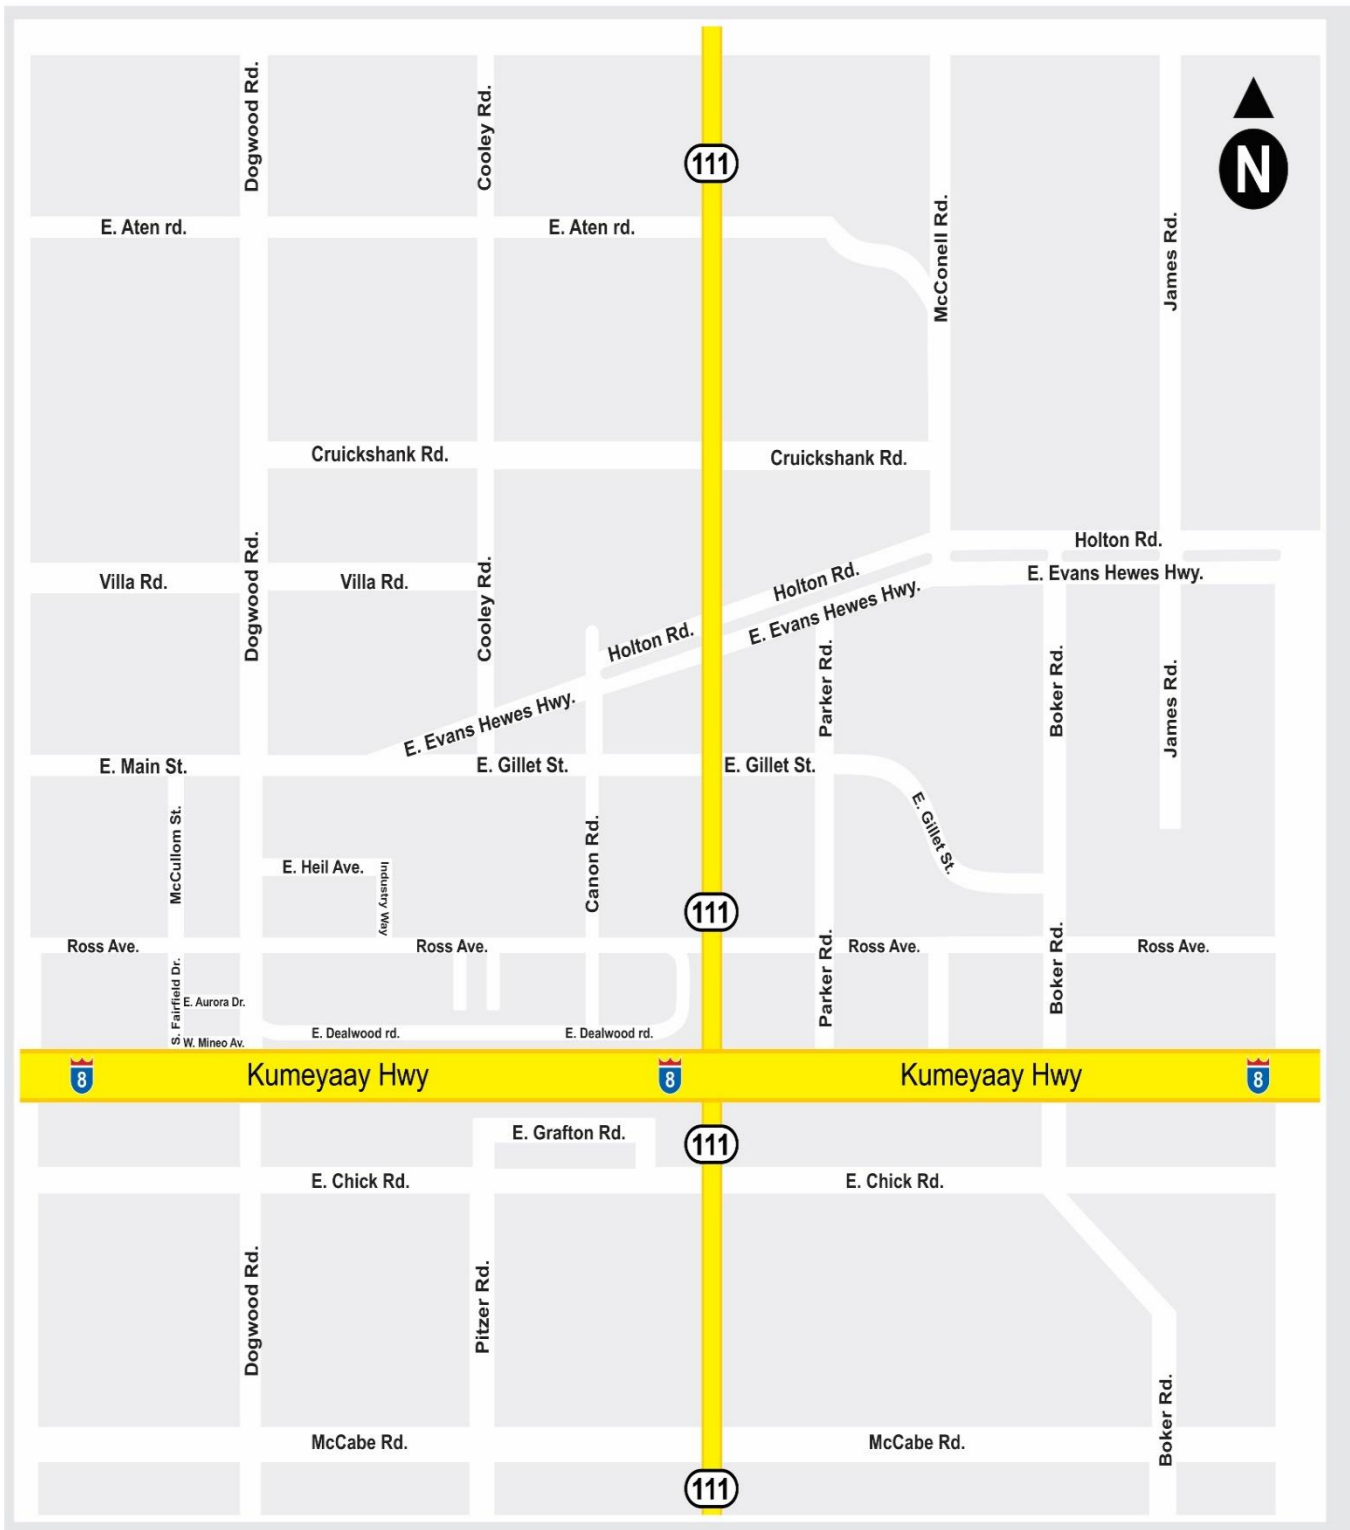 Dogwood Rd.
Cooley Rd.
111
N
McConell Rd.
James Rd.
E. Aten rd.
E. Aten rd.
Cruickshank Rd.
Cruickshank Rd.
Dogwood Rd.
Cooley Rd.
Holton Rd.
Villa Rd.
Villa Rd.
Holton Rd.
E. Evans Hewes Hwy.
E. Evans Hewes Hwy.
Holton Rd.
E. Evans Hewes Hwy.
Parker Rd.
Boker Rd.
James Rd.
E. Main St.
E. Gillet St.
E. Gillet St.
E. Gillet St.
McCullom St.
E. Heil Ave.
Industry Way
Canon Rd.
111
Ross Ave.
Ross Ave.
Ross Ave.
Ross Ave.
Parker Rd.
Boker Rd.
S. Fairfield Dr.
E. Aurora Dr.
E. Dealwood rd.
E. Dealwood rd.
W. Mineo Av.
8
Kumeyaay Hwy
8
Kumeyaay Hwy
8
E. Grafton Rd.
111
E. Chick Rd.
E. Chick Rd.
Dogwood Rd.
Pitzer Rd.
Boker Rd.
McCabe Rd.
McCabe Rd.
111